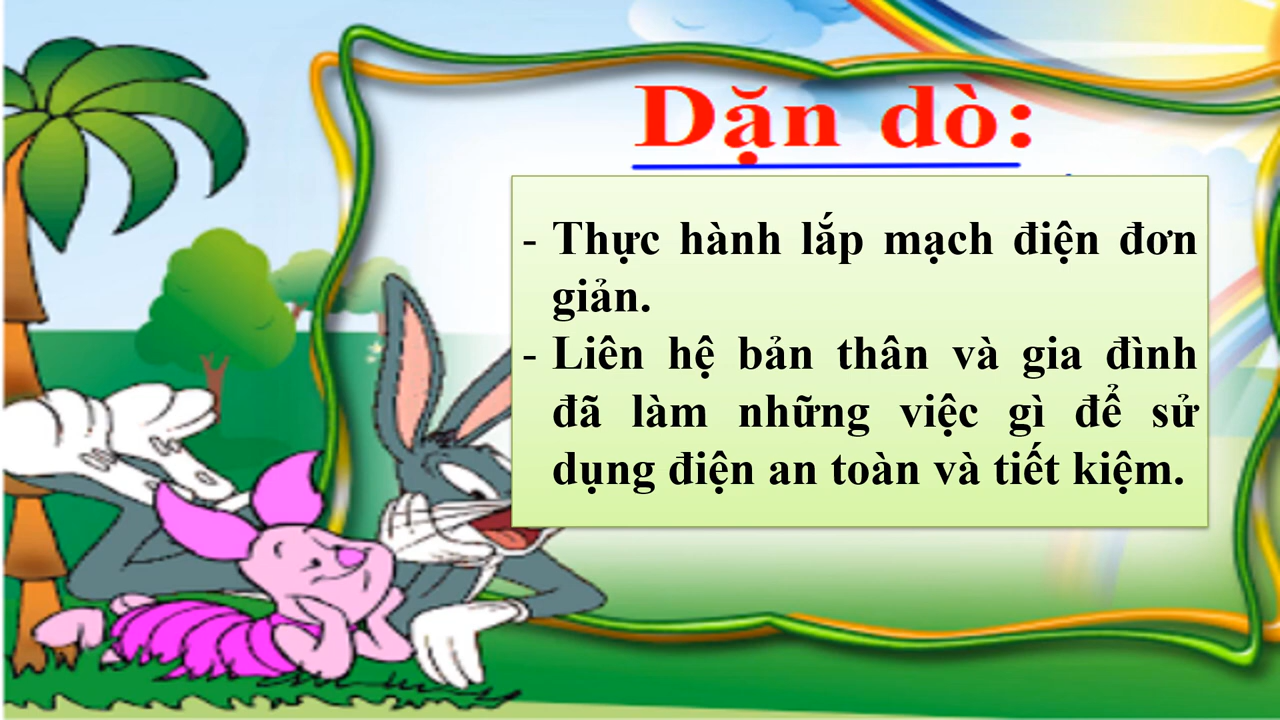 Dặn dò:
- Thực hành lắp mạch điện đơn
giản.
- Liên hệ bản thân và gia đình
đã làm những việc gì để sử
dụng điện an toàn và tiết kiệm.